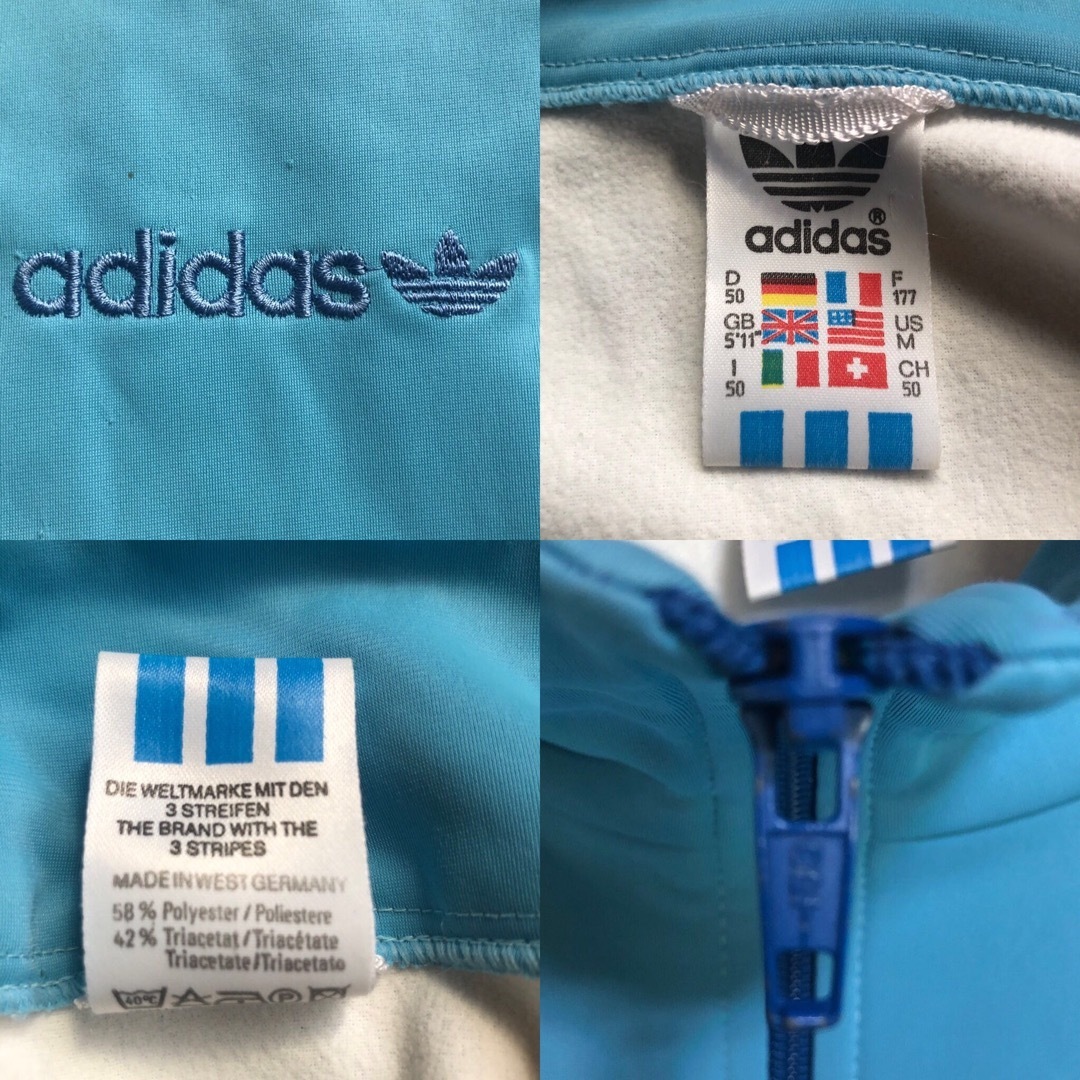 adidas
adidas®
D 50 F 177
GB 5'11" US M
I 50 CH 50
DIE WELTMARKE MIT DEN
3 STREIFEN
THE BRAND WITH THE
3 STRIPES
MADE IN WEST GERMANY
58 % Polyester / Poliestere
42 % Triacetat / Triacétate
Triacetate / Triacetato
40°C A P